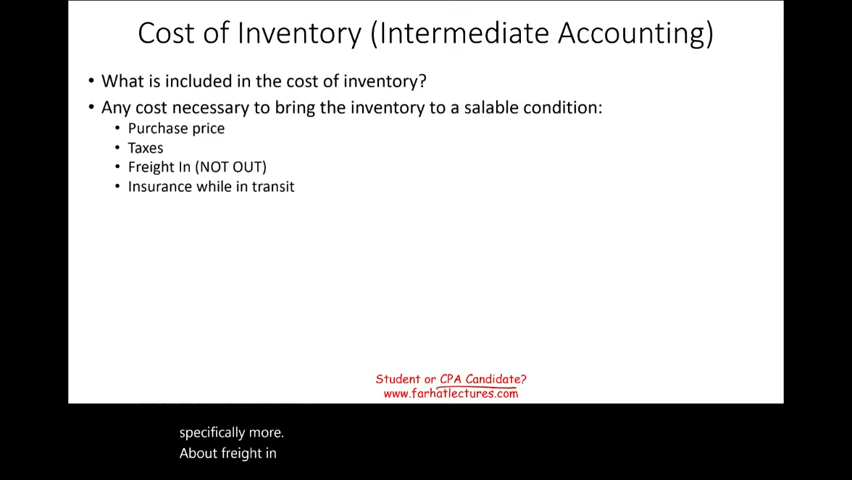 Cost of Inventory (Intermediate Accounting)
• What is included in the cost of inventory?
• Any cost necessary to bring the inventory to a salable condition:
• Purchase price
• Taxes
• Freight In (NOT OUT)
• Insurance while in transit
Student or CPA Candidate?
www.farhatlectures.com
specifically more.
About freight in